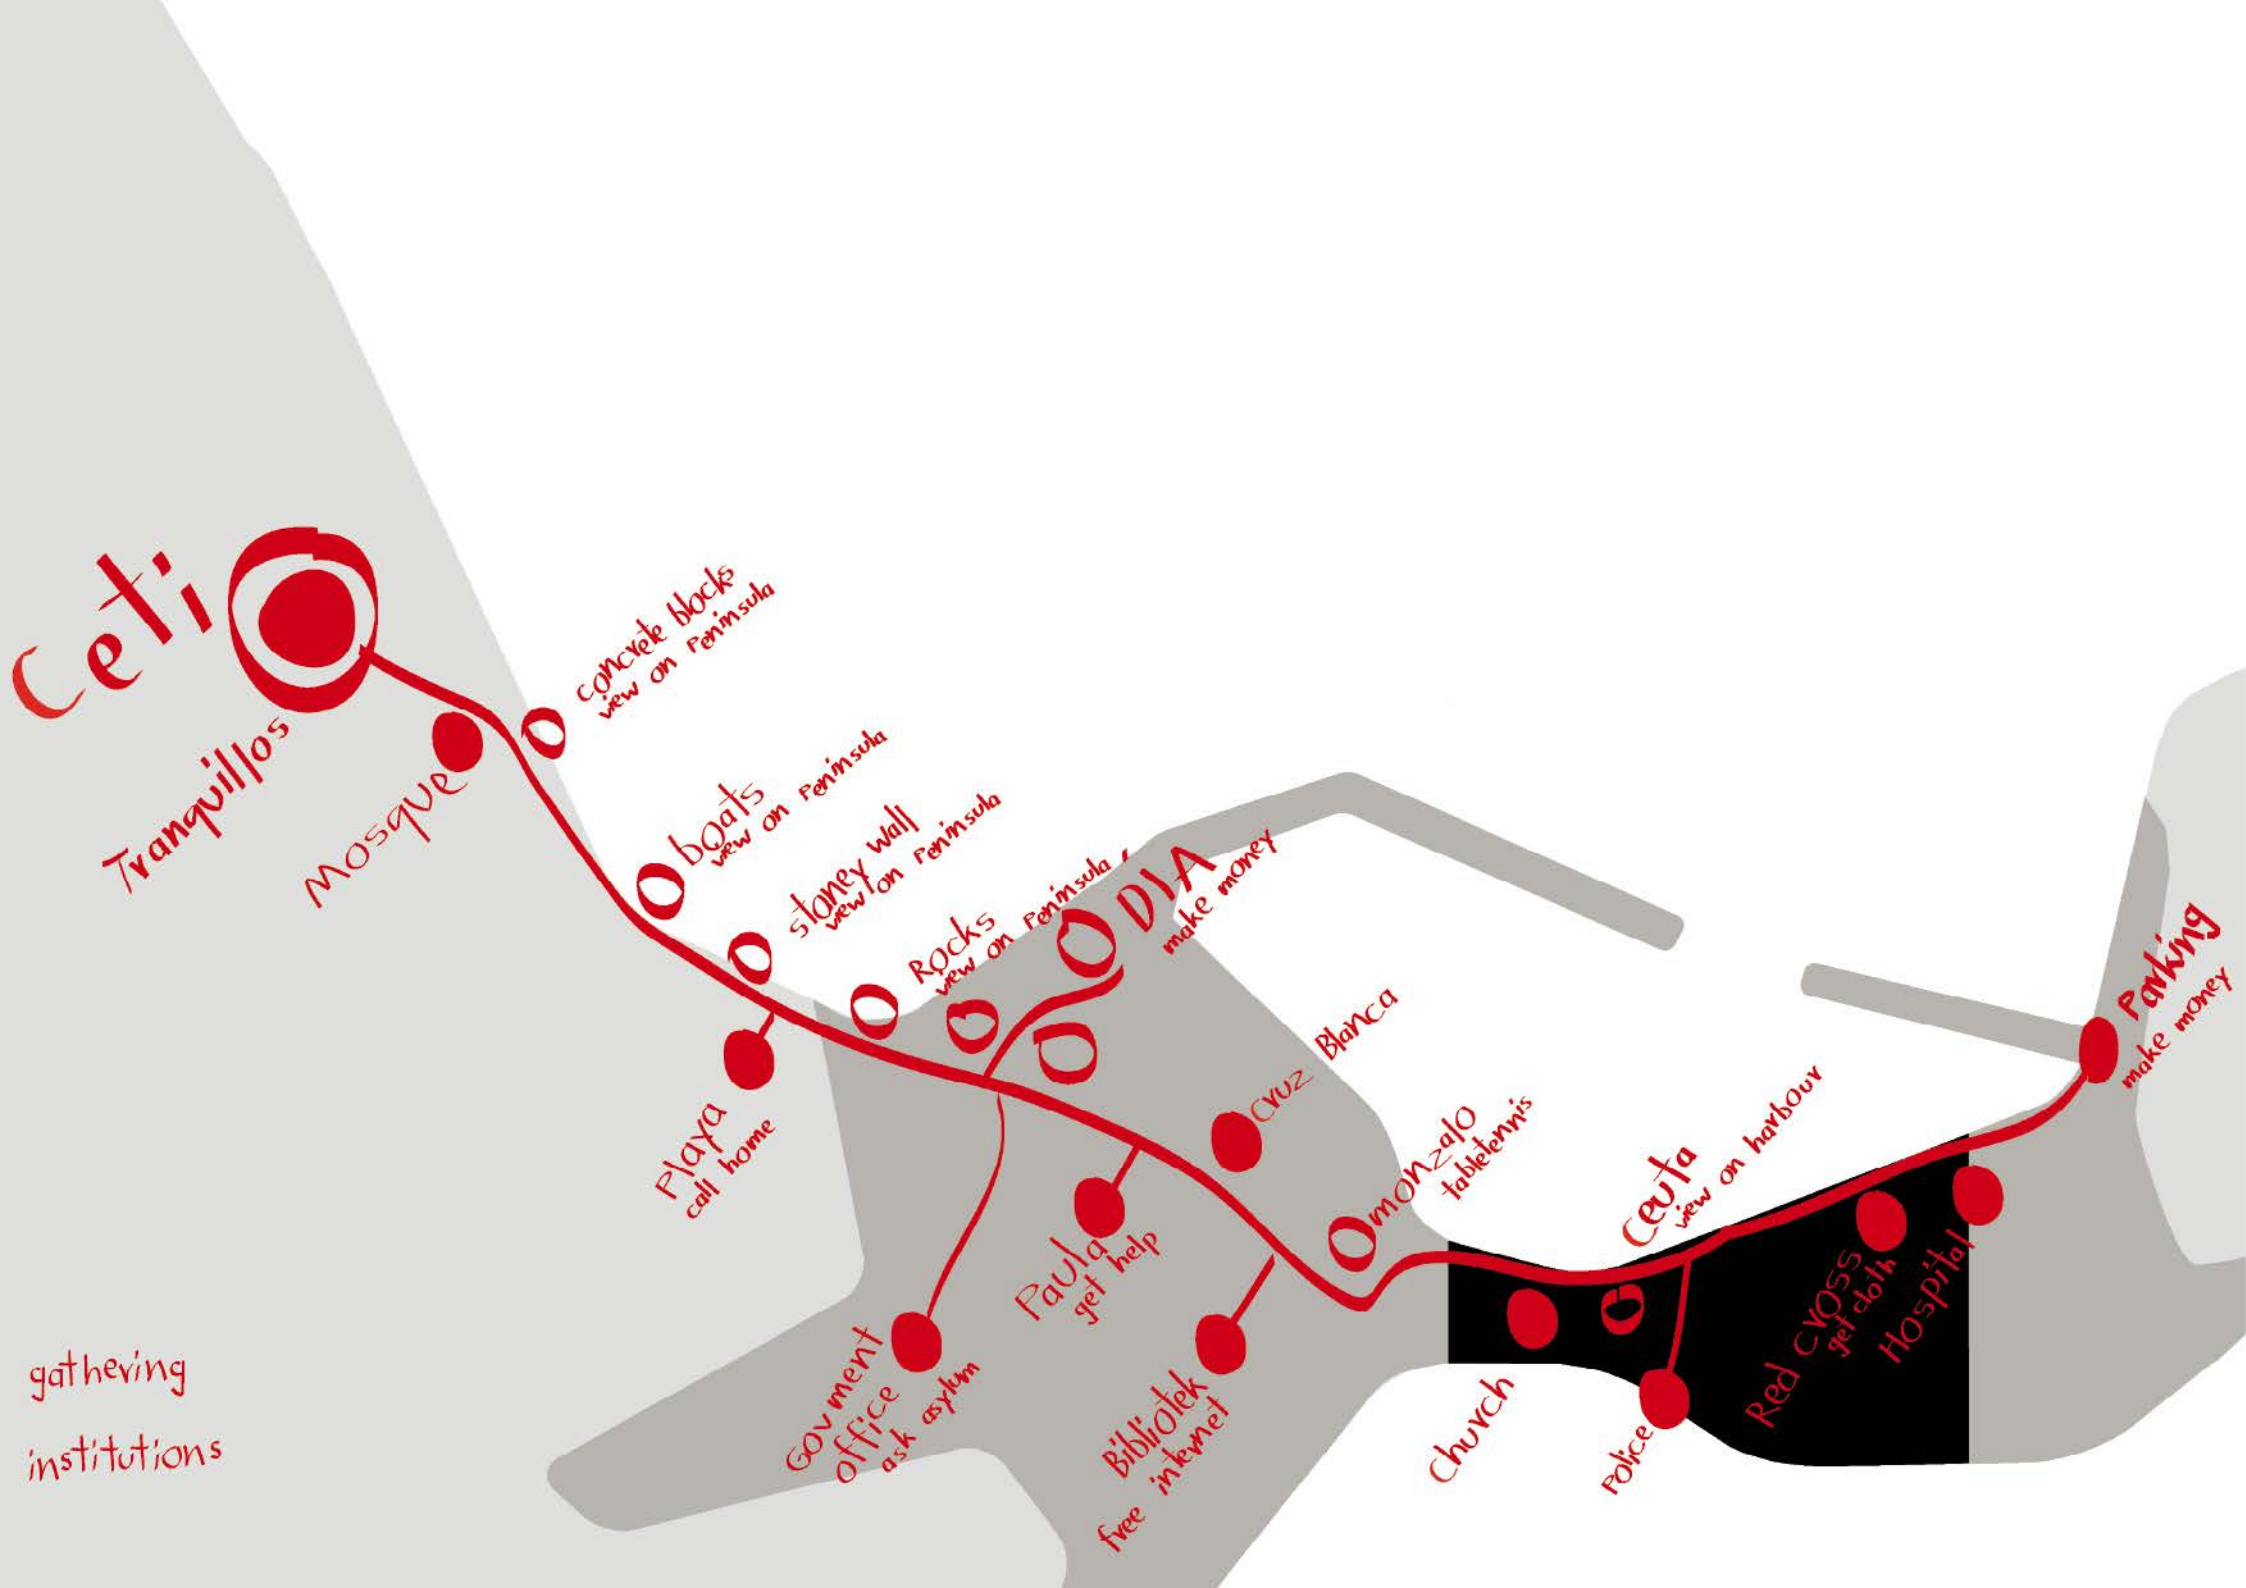 Ceti
Tranquillos
Mosque
concrete blocks
view on Peninsula
boats
view on Peninsula
stoney wall
view on Peninsula
Rocks
view on Peninsula
DIA
make money
Playa
call home
Cruz Blanca
Paula
get help
Govment
office
ask asylum
Bibliotek
free internet
monzalo
tabletennis
Ceuta
view on harbour
Church
Police
Red cross
get cloth
Hospital
Parking
make money
gathering
institutions